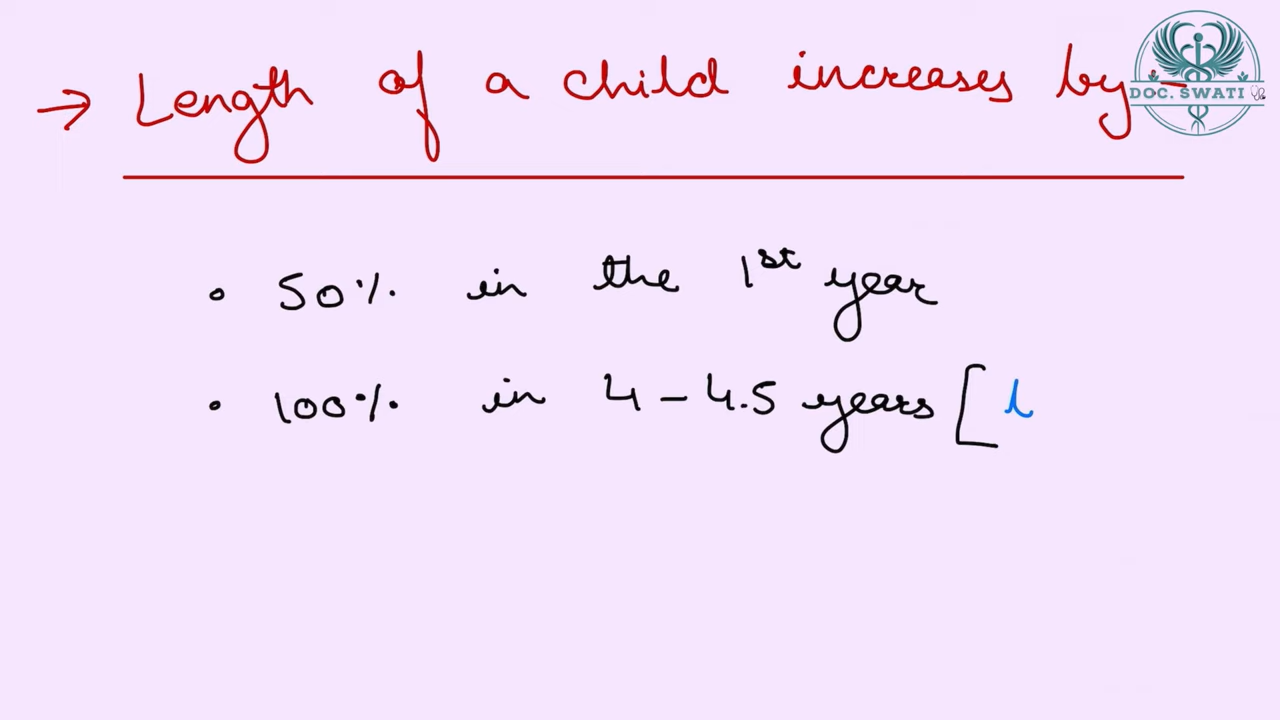 → Length of a child increases by-
DOC. SWATI
• 50% in the 1st year
• 100% in 4-4.5 years [